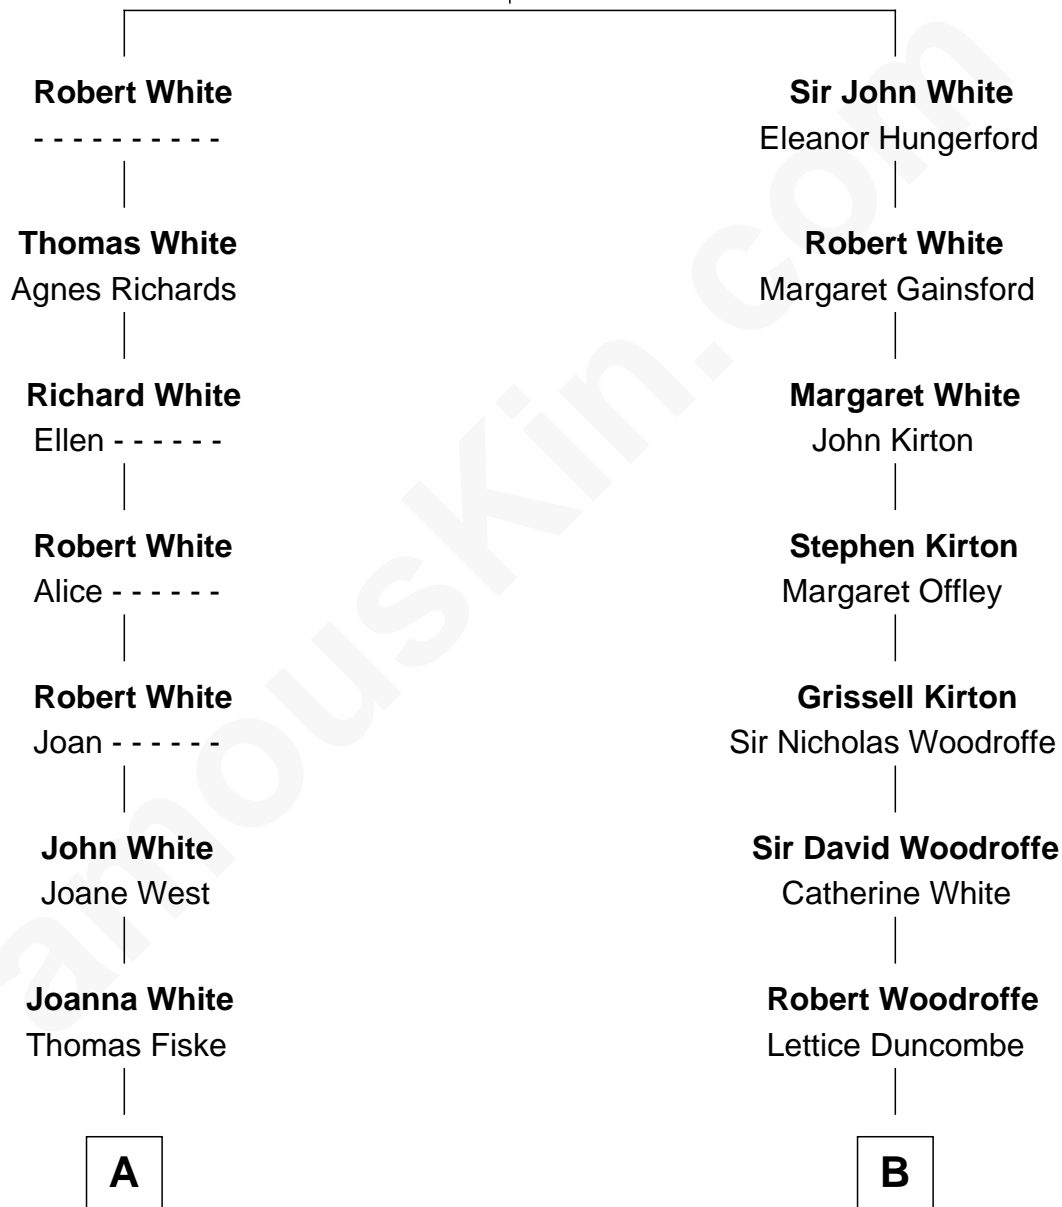 Robert White
- - - - - - - - - -
Thomas White
Agnes Richards
Richard White
Ellen - - - - - -
Robert White
Alice - - - - - -
Robert White
Joan - - - - - -
John White
Joane West
Joanna White
Thomas Fiske
A
Sir John White
Eleanor Hungerford
Robert White
Margaret Gainsford
Margaret White
John Kirton
Stephen Kirton
Margaret Offley
Grissell Kirton
Sir Nicholas Woodroffe
Sir David Woodroffe
Catherine White
Robert Woodroffe
Lettice Duncombe
B
amousKin.com